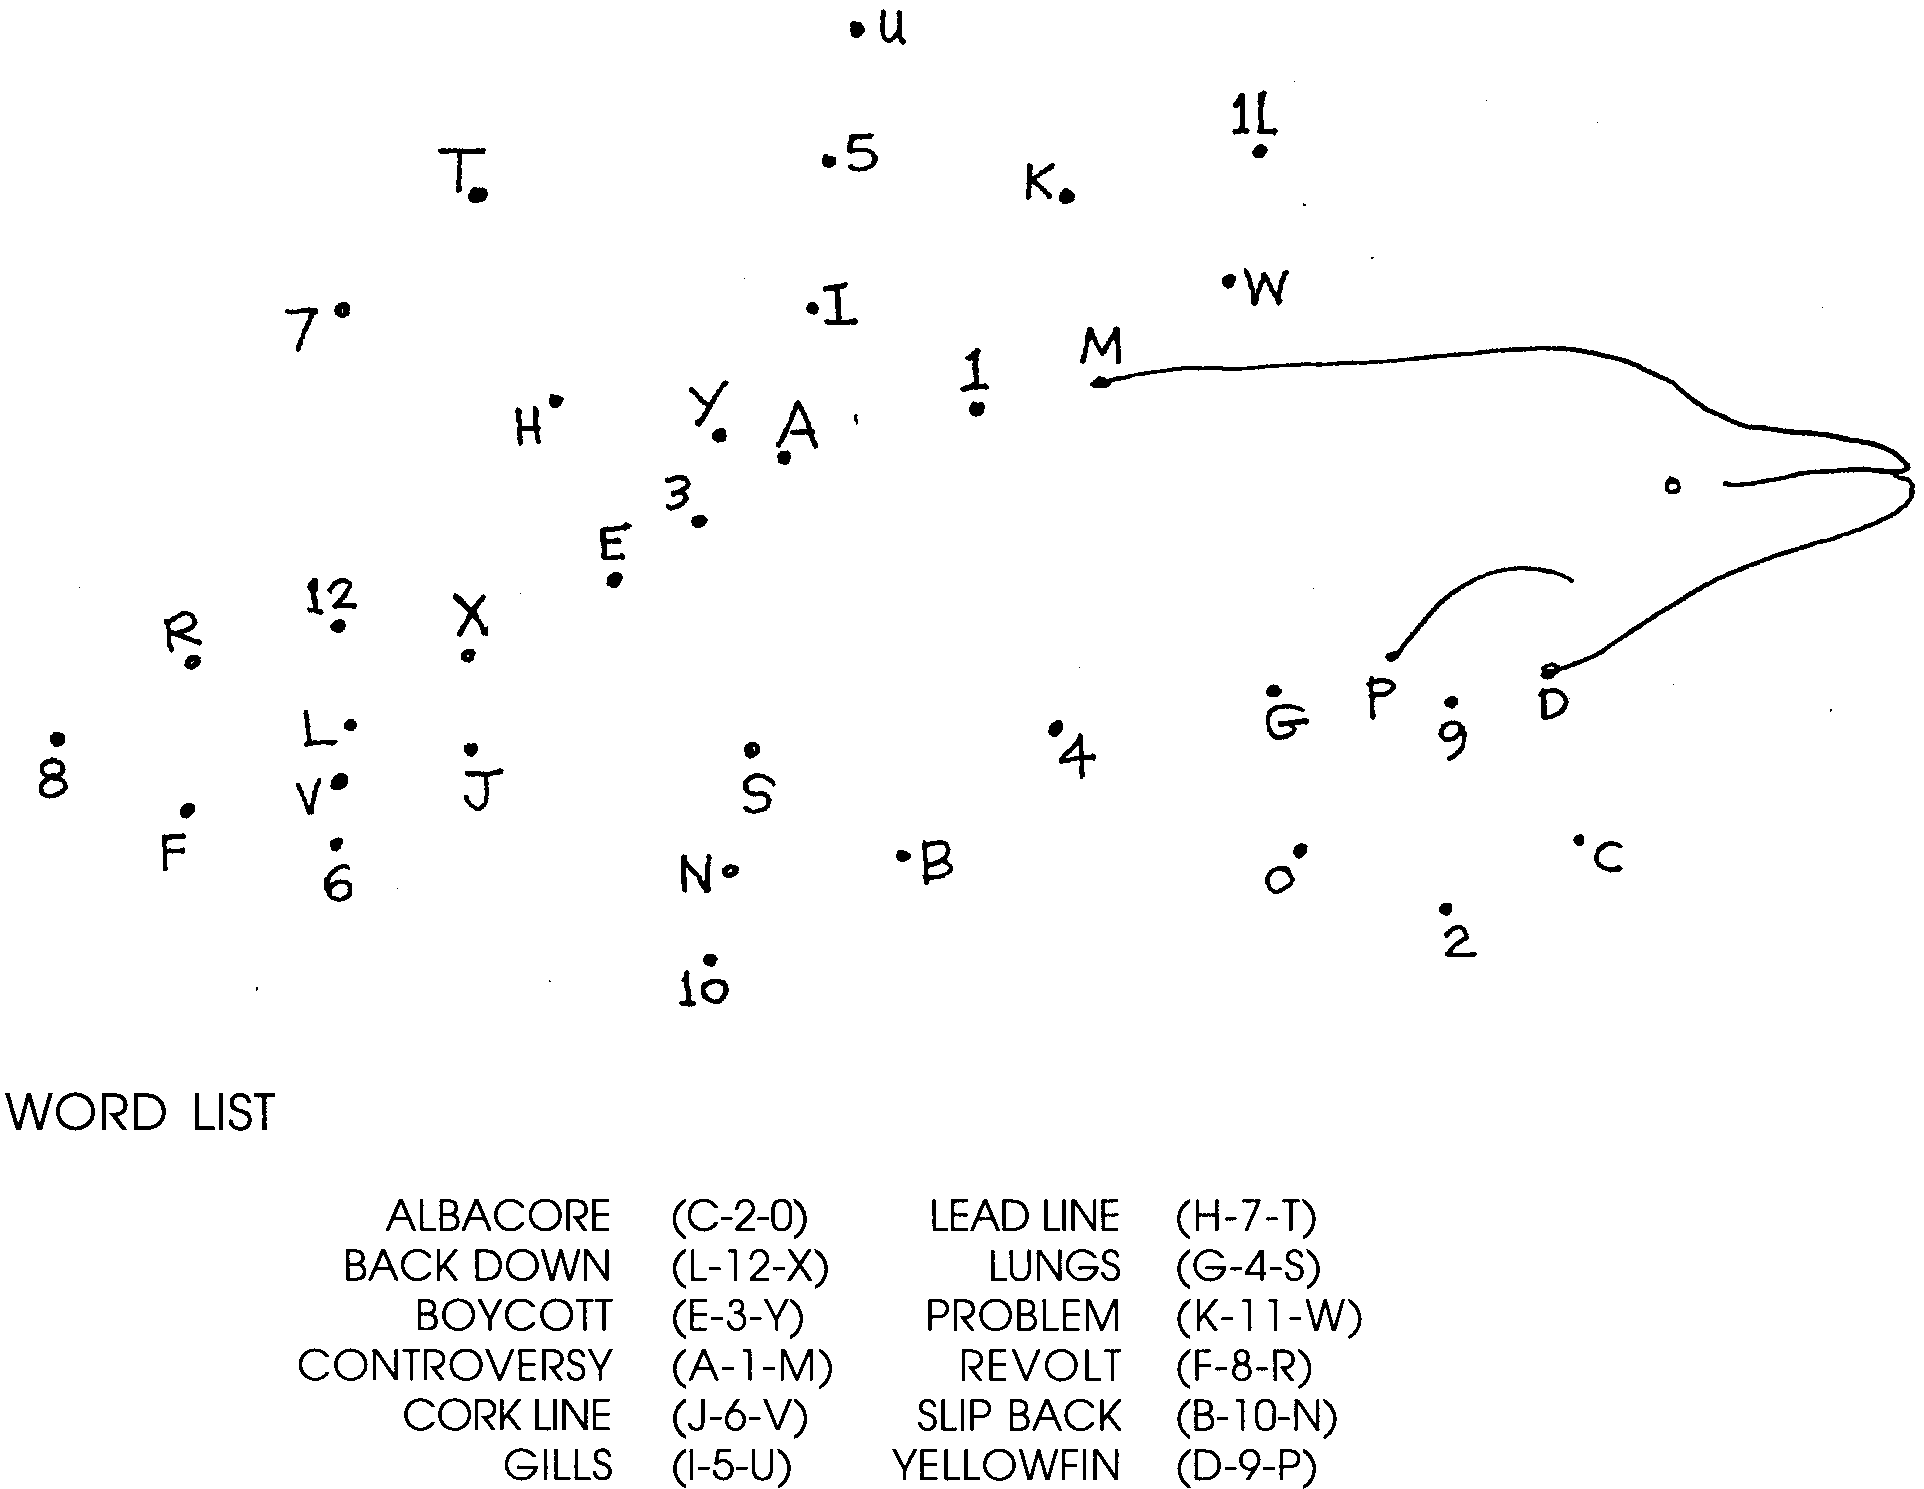 U
1L
T
5
K
W
I
7
M
1
Y
A
H
3
E
12
X
R
G
P
D
L
9
4
8
V
J
S
F
6
N
B
O
C
2
10
WORD LIST
ALBACORE (C-2-0) LEAD LINE (H-7-T)
BACK DOWN (L-12-X) LUNGS (G-4-S)
BOYCOTT (E-3-Y) PROBLEM (K-11-W)
CONTROVERSY (A-1-M) REVOLT (F-8-R)
CORK LINE (J-6-V) SLIP BACK (B-10-N)
GILLS (I-5-U) YELLOWFIN (D-9-P)